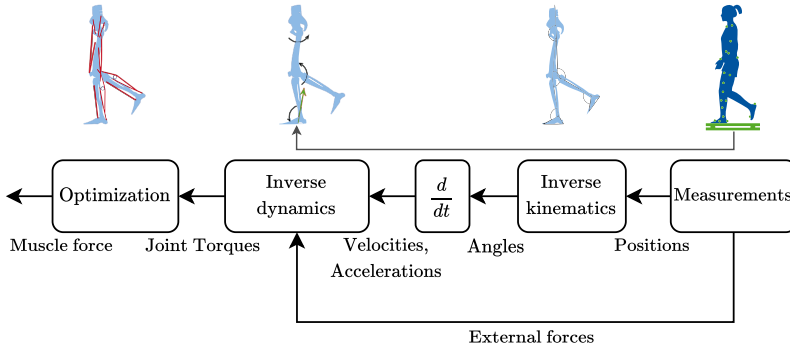 Optimization
Inverse
dynamics
d
dt
Inverse
kinematics
Measurements
Muscle force
Joint Torques
Velocities,
Accelerations
Angles
Positions
External forces